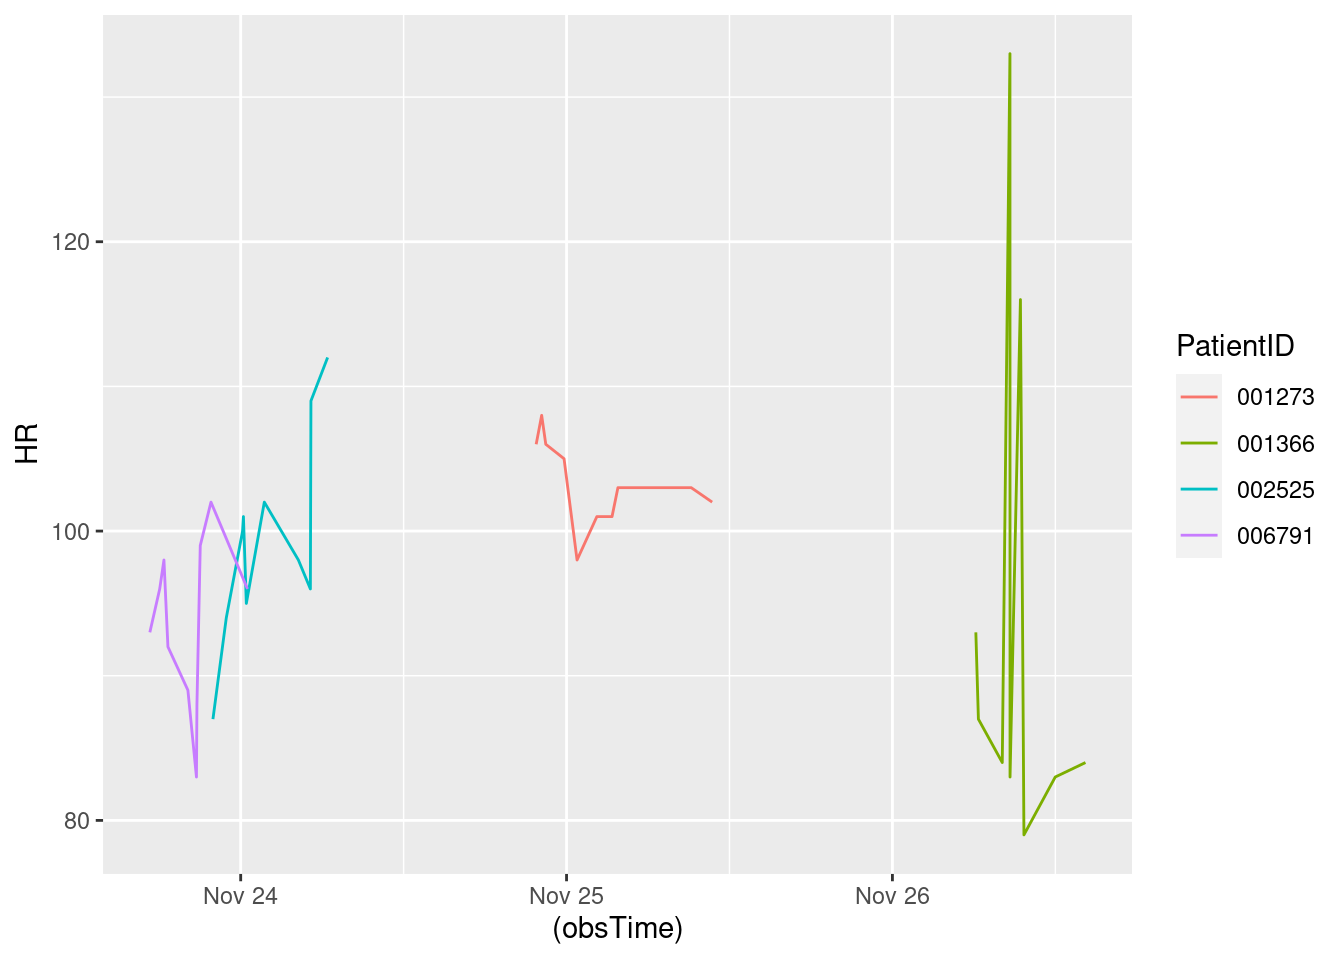 120
100
80
HR
Nov 24
Nov 25
Nov 26
(obsTime)
PatientID
001273
001366
002525
006791